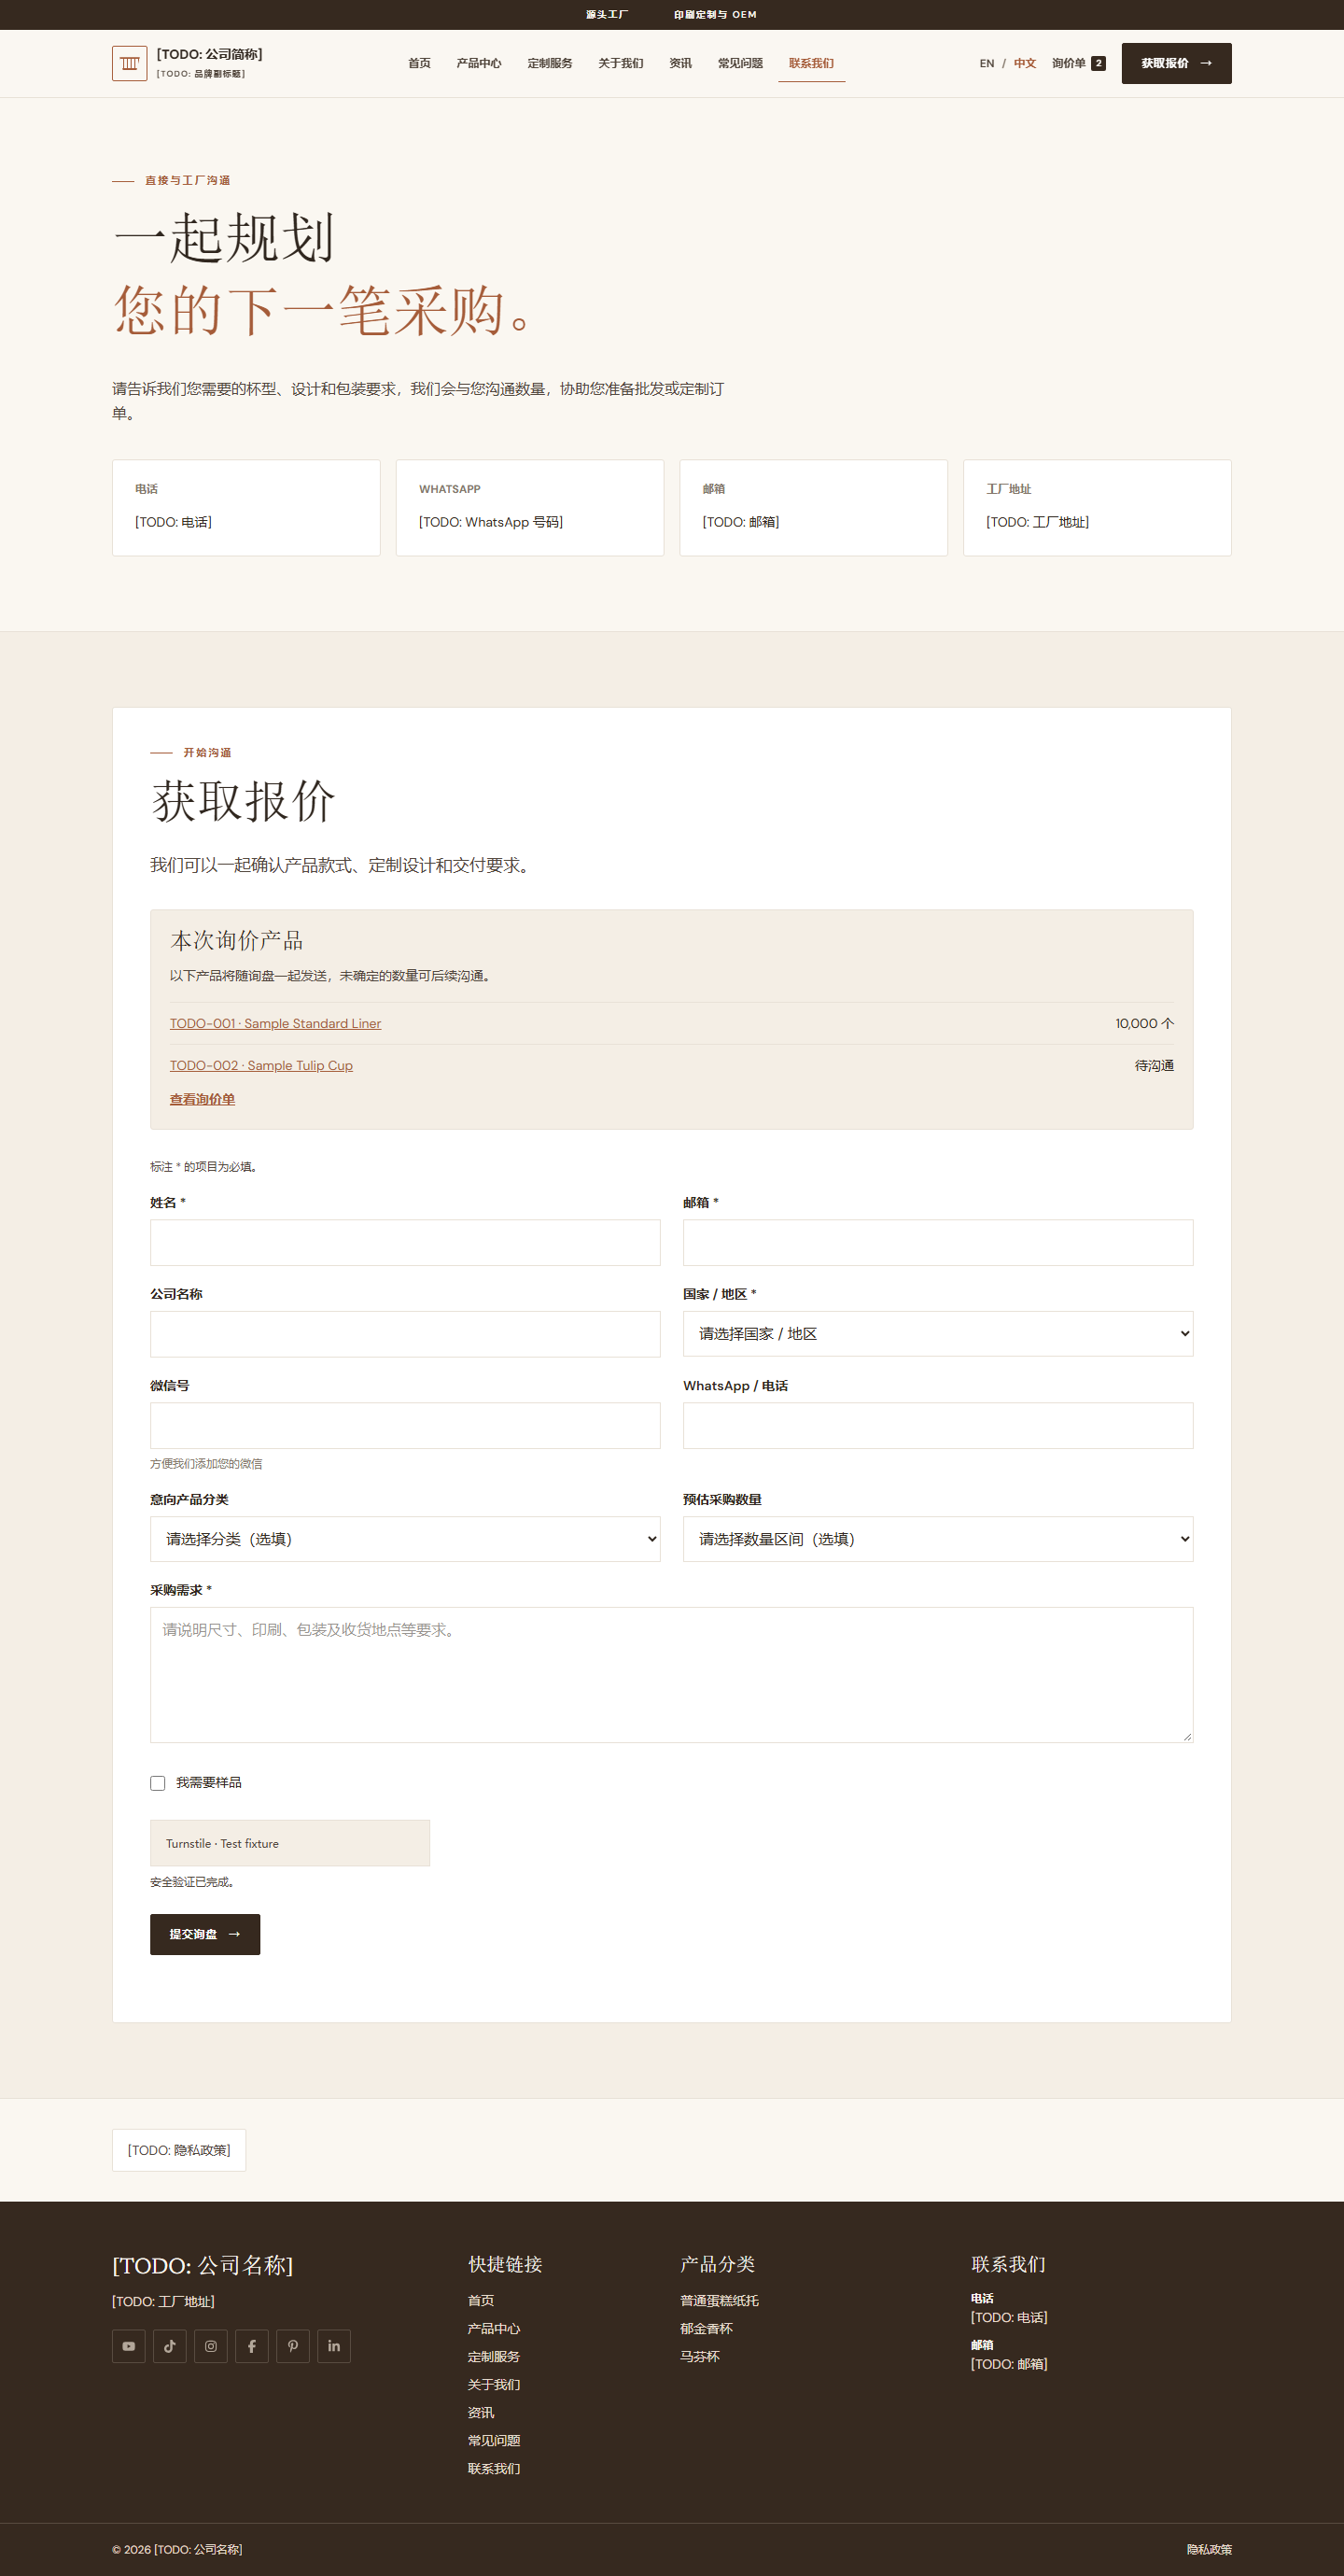 源头工厂 印刷定制与 OEM
[TODO: 公司简称]
[TODO: 品牌副标题]
首页 产品中心 定制服务 关于我们 资讯 常见问题 联系我们
EN / 中文 询价单 2 获取报价 →
直接与工厂沟通
一起规划
您的下一笔采购。
请告诉我们您需要的杯型、设计和包装要求，我们会与您沟通数量，协助您准备批发或定制订
单。
电话
[TODO: 电话]
WHATSAPP
[TODO: WhatsApp 号码]
邮箱
[TODO: 邮箱]
工厂地址
[TODO: 工厂地址]
开始沟通
获取报价
我们可以一起确认产品款式、定制设计和交付要求。
本次询价产品
以下产品将随询盘一起发送，未确定的数量可后续沟通。
TODO-001 · Sample Standard Liner 10,000 个
TODO-002 · Sample Tulip Cup 待沟通
查看询价单
标注 * 的项目为必填。
姓名 * 邮箱 *
公司名称 国家 / 地区 *
请选择国家 / 地区
微信号 WhatsApp / 电话
方便我们添加您的微信
意向产品分类 预估采购数量
请选择分类（选填） 请选择数量区间（选填）
采购需求 *
请说明尺寸、印刷、包装及收货地点等要求。
我需要样品
Turnstile · Test fixture
安全验证已完成。
提交询盘 →
[TODO: 隐私政策]
[TODO: 公司名称]
[TODO: 工厂地址]
快捷链接
首页
产品中心
定制服务
关于我们
资讯
常见问题
联系我们
产品分类
普通蛋糕纸托
郁金香杯
马芬杯
联系我们
电话
[TODO: 电话]
邮箱
[TODO: 邮箱]
© 2026 [TODO: 公司名称] 隐私政策